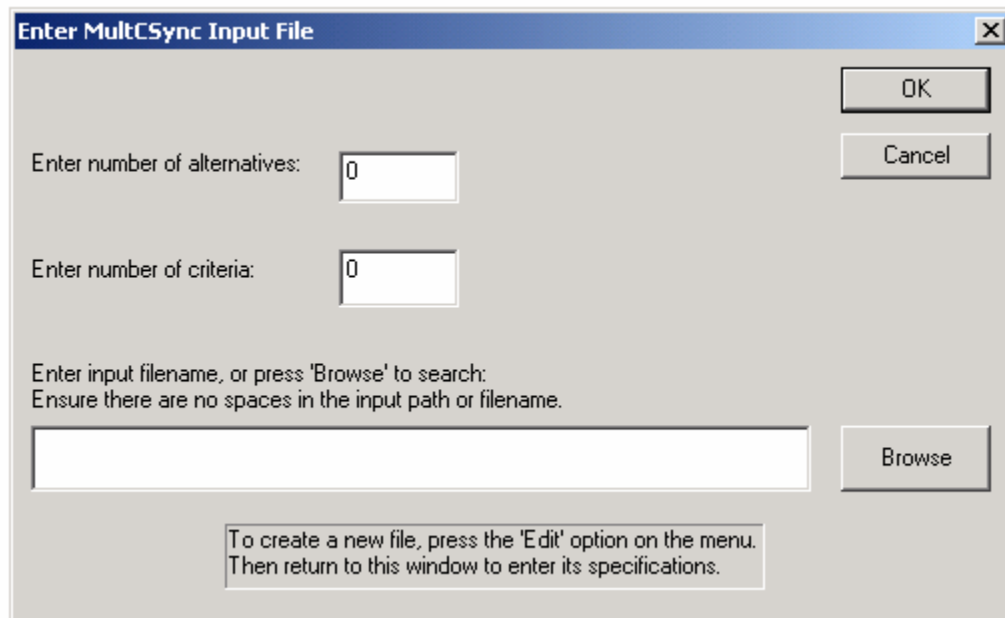 Enter MultCSync Input File
OK
Enter number of alternatives:
0
Cancel
Enter number of criteria:
0
Enter input filename, or press 'Browse' to search:
Ensure there are no spaces in the input path or filename.
Browse
To create a new file, press the 'Edit' option on the menu.
Then return to this window to enter its specifications.